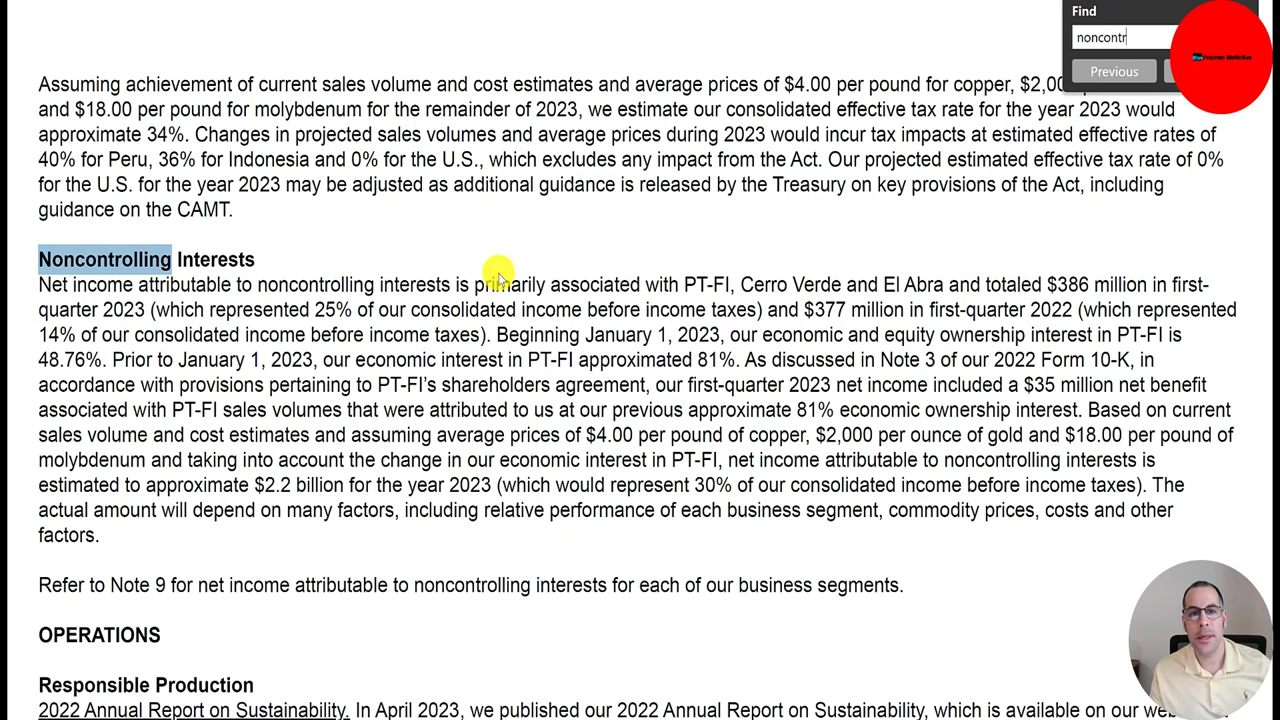 Find
noncontr
Previous
Assuming achievement of current sales volume and cost estimates and average prices of $4.00 per pound for copper,
and $18.00 per pound for molybdenum for the remainder of 2023, we estimate our consolidated effective tax rate for the year 2023 would
approximate 34%. Changes in projected sales volumes and average prices during 2023 would incur tax impacts at estimated effective rates of
40% for Peru, 36% for Indonesia and 0% for the U.S., which excludes any impact from the Act. Our projected estimated effective tax rate of 0%
for the U.S. for the year 2023 may be adjusted as additional guidance is released by the Treasury on key provisions of the Act, including
guidance on the CAMT.
Noncontrolling Interests
Net income attributable to noncontrolling interests is primarily associated with PT-FI, Cerro Verde and El Abra and totaled $386 million in first-
quarter 2023 (which represented 25% of our consolidated income before income taxes) and $377 million in first-quarter 2022 (which represented
14% of our consolidated income before income taxes). Beginning January 1, 2023, our economic and equity ownership interest in PT-FI is
48.76%. Prior to January 1, 2023, our economic interest in PT-FI approximated 81%. As discussed in Note 3 of our 2022 Form 10-K, in
accordance with provisions pertaining to PT-FI’s shareholders agreement, our first-quarter 2023 net income included a $35 million net benefit
associated with PT-FI sales volumes that were attributed to us at our previous approximate 81% economic ownership interest. Based on current
sales volume and cost estimates and assuming average prices of $4.00 per pound of copper, $2,000 per ounce of gold and $18.00 per pound of
molybdenum and taking into account the change in our economic interest in PT-FI, net income attributable to noncontrolling interests is
estimated to approximate $2.2 billion for the year 2023 (which would represent 30% of our consolidated income before income taxes). The
actual amount will depend on many factors, including relative performance of each business segment, commodity prices, costs and other
factors.
Refer to Note 9 for net income attributable to noncontrolling interests for each of our business segments.
OPERATIONS
Responsible Production
2022 Annual Report on Sustainability. In April 2023, we published our 2022 Annual Report on Sustainability, which is available on our